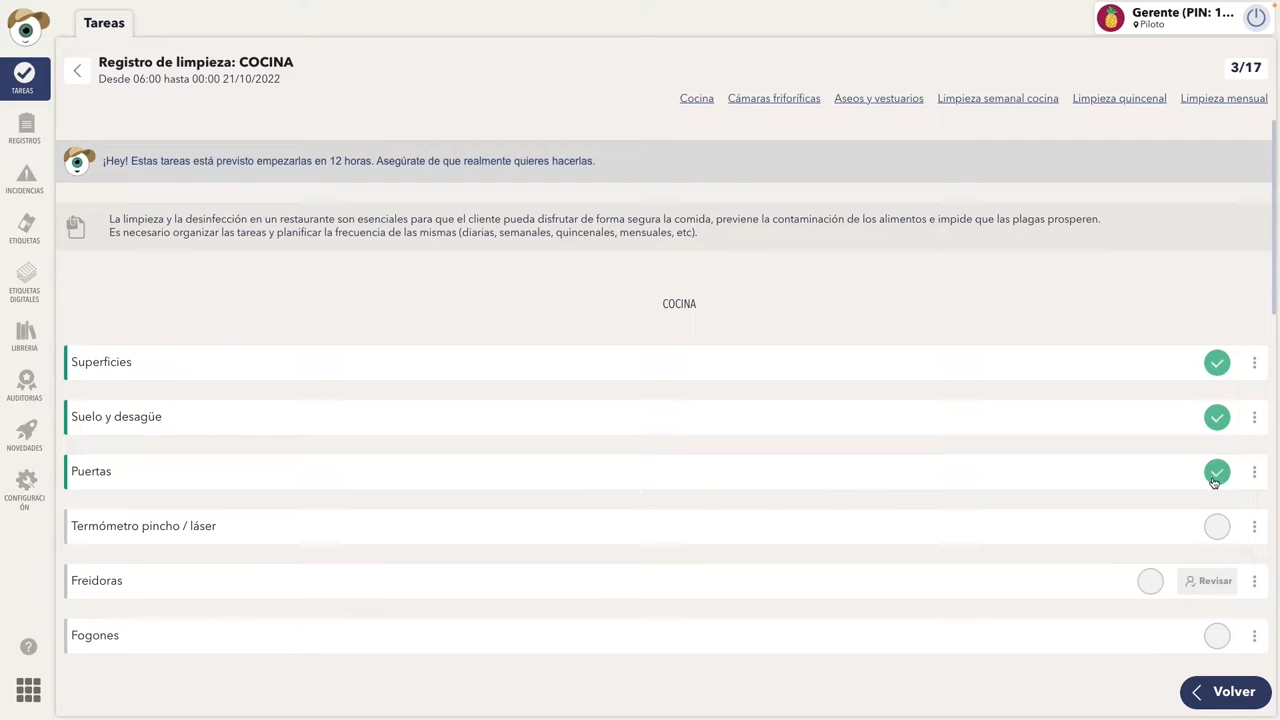 Tareas
Gerente (PIN: 1...
Piloto
TAREAS
REGISTROS
INCIDENCIAS
ETIQUETAS
ETIQUETAS
DIGITALES
LIBRERIA
AUDITORIAS
NOVEDADES
CONFIGURACI
ÓN
?
Registro de limpieza: COCINA
Desde 06:00 hasta 00:00 21/10/2022
3/17
Cocina Cámaras friforíficas Aseos y vestuarios Limpieza semanal cocina Limpieza quincenal Limpieza mensual
¡Hey! Estas tareas está previsto empezarlas en 12 horas. Asegúrate de que realmente quieres hacerlas.
La limpieza y la desinfección en un restaurante son esenciales para que el cliente pueda disfrutar de forma segura la comida, previene la contaminación de los alimentos e impide que las plagas prosperen.
Es necesario organizar las tareas y planificar la frecuencia de las mismas (diarias, semanales, quincenales, mensuales, etc).
COCINA
Superficies
Suelo y desagüe
Puertas
Termómetro pincho / láser
Freidoras
Revisar
Fogones
Volver